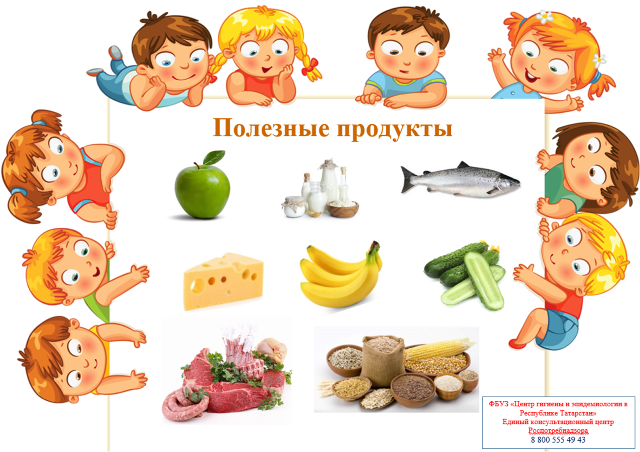 Полезные продукты
ФБУЗ «Центр гигиены и эпидемиологии в
Республике Татарстан»
Единый консультационный центр
Роспотребнадзора
8 800 555 49 43